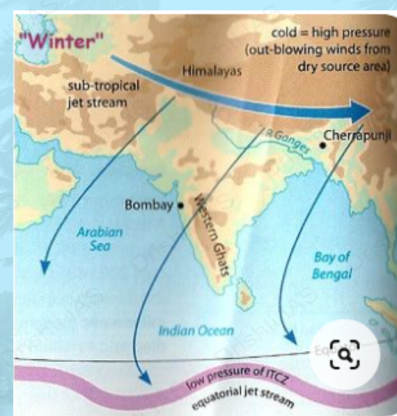 "Winter"
cold = high pressure
(out-blowing winds from
dry source area)
Himalayas
sub-tropical
jet stream
R Ganges
Cherrapunji
Bombay
Western Ghats
Arabian
Sea
Bay of
Bengal
Indian Ocean
low pressure of ITCZ
equatorial jet stream